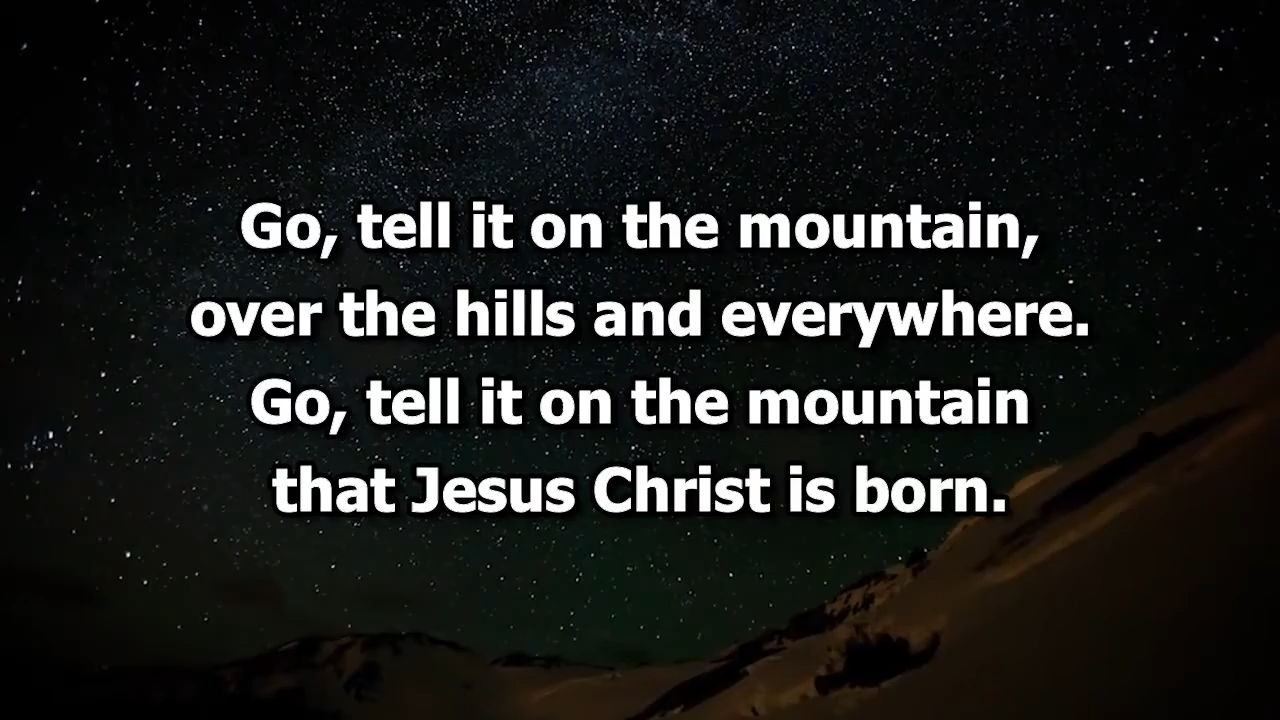 Go, tell it on the mountain,
over the hills and everywhere.
Go, tell it on the mountain
that Jesus Christ is born.